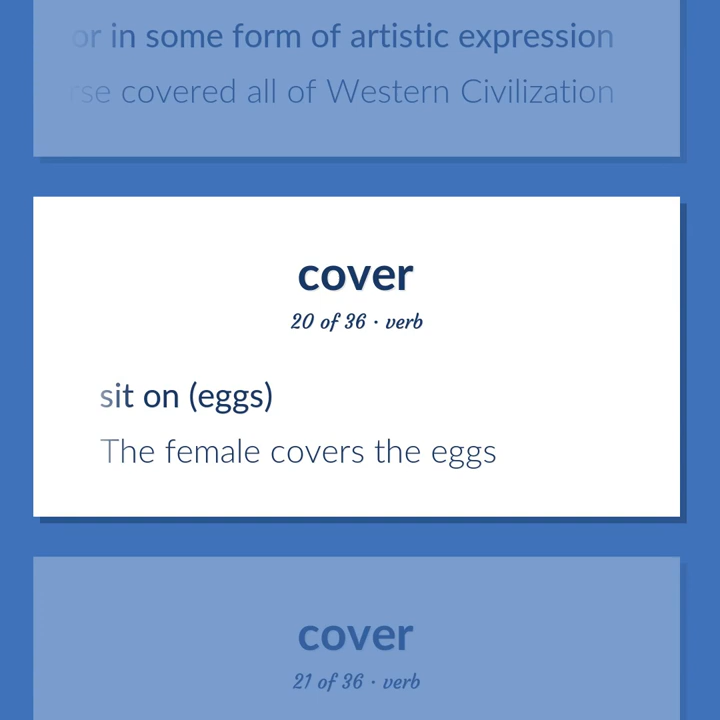 or in some form of artistic expression
covered all of Western Civilization
cover
20 of 36 · verb
sit on (eggs)
The female covers the eggs
cover
21 of 36 · verb